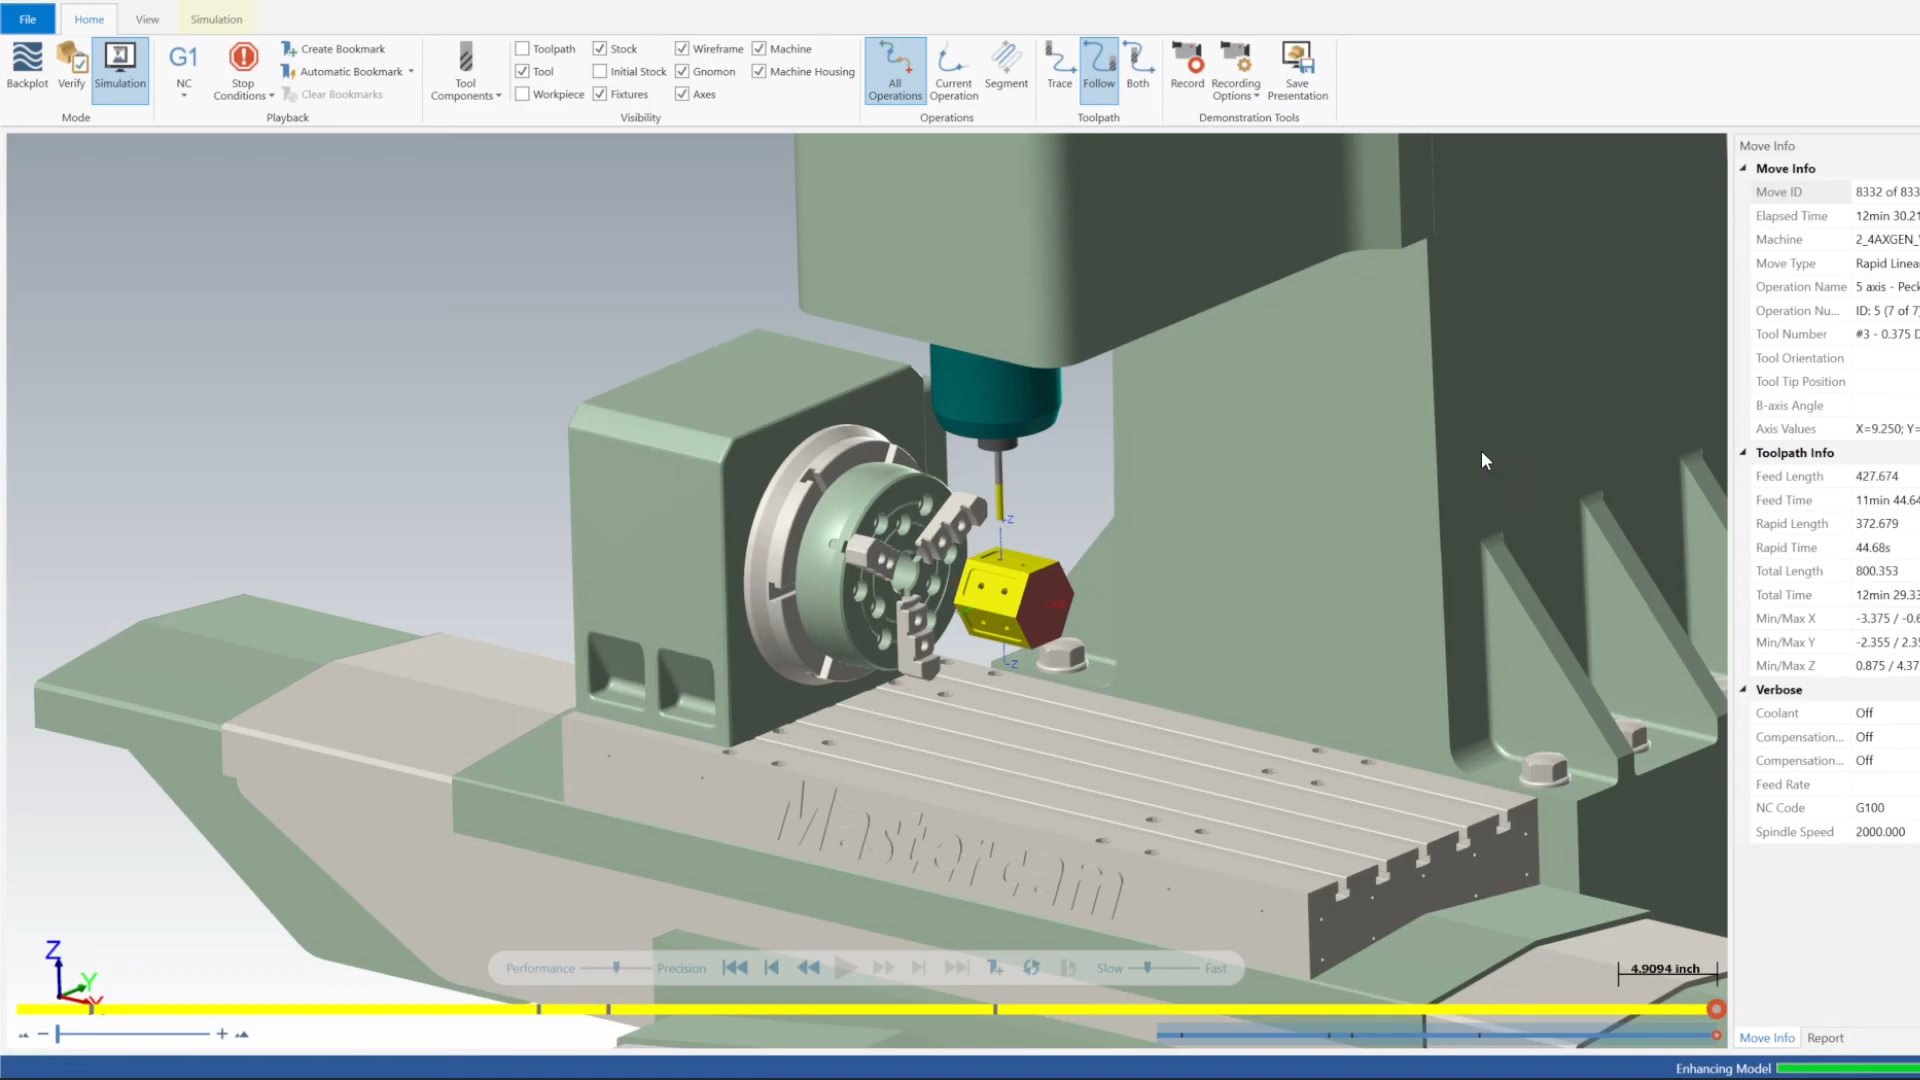 File
Home
View
Simulation
Backplot
Verify
Simulation
Mode
G1
NC
Stop
Conditions
Create Bookmark
Automatic Bookmark
Clear Bookmarks
Playback
Tool
Components
Toolpath
Stock
Wireframe
Machine
Tool
Initial Stock
Gnomon
Machine Housing
Workpiece
Fixtures
Axes
Visibility
All
Operations
Current
Operation
Segment
Operations
Trace
Follow
Both
Toolpath
Record
Recording
Options
Save
Presentation
Demonstration Tools
Move Info
Move Info
Move ID 8332 of 833
Elapsed Time 12min 30.21
Machine 2_4AXGEN_
Move Type Rapid Linea
Operation Name 5 axis - Peck
Operation Nu... ID: 5 (7 of 7)
Tool Number #3 - 0.375 D
Tool Orientation
Tool Tip Position
B-axis Angle
Axis Values X=9.250; Y=
Toolpath Info
Feed Length 427.674
Feed Time 11min 44.64
Rapid Length 372.679
Rapid Time 44.68s
Total Length 800.353
Total Time 12min 29.33
Min/Max X -3.375 / -0.6
Min/Max Y -2.355 / 2.35
Min/Max Z 0.875 / 4.37
Verbose
Coolant Off
Compensation... Off
Compensation... Off
Feed Rate
NC Code G100
Spindle Speed 2000.000
-Z
-Z
Mastercam
Z
Y
Performance
Precision
Slow
Fast
4.9094 inch
Move Info
Report
Enhancing Model